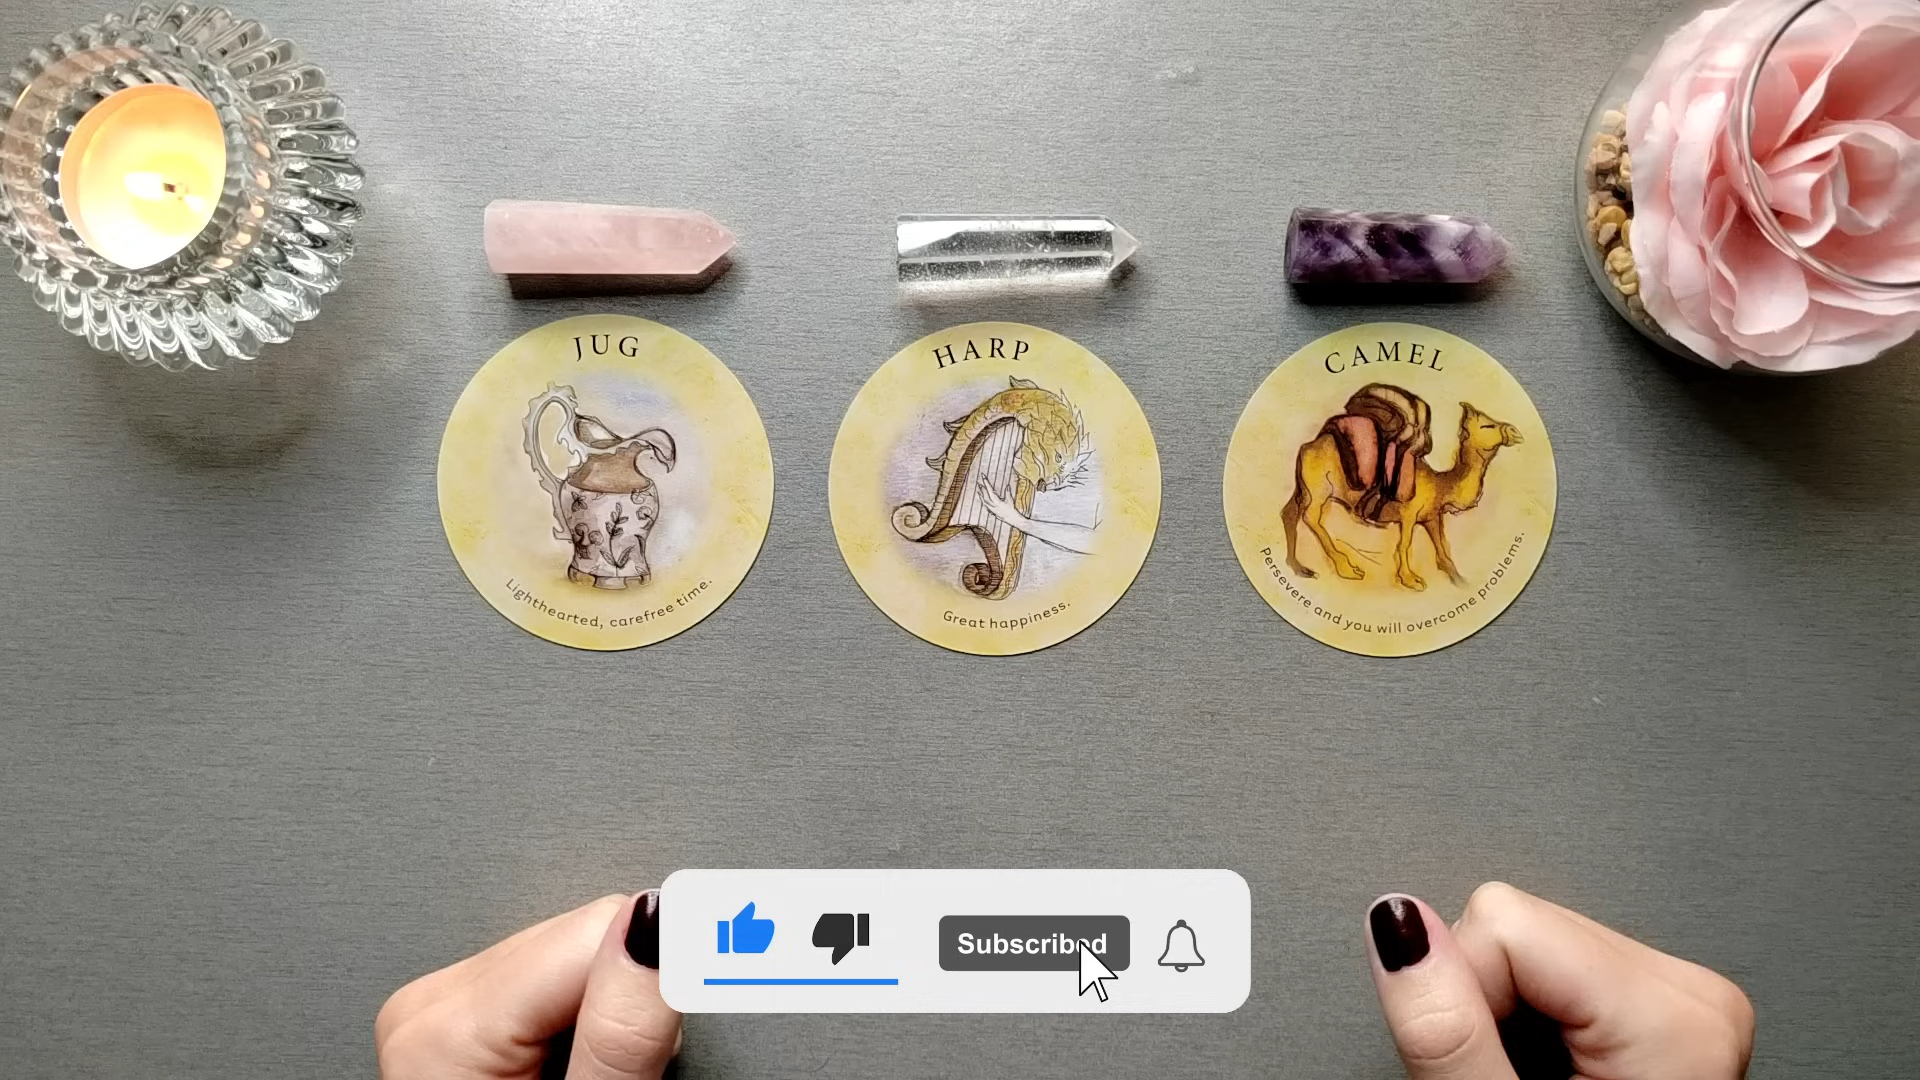 JUG
Lighthearted, carefree time.
HARP
Great happiness.
CAMEL
Persevere and you will overcome problems.
Subscribed